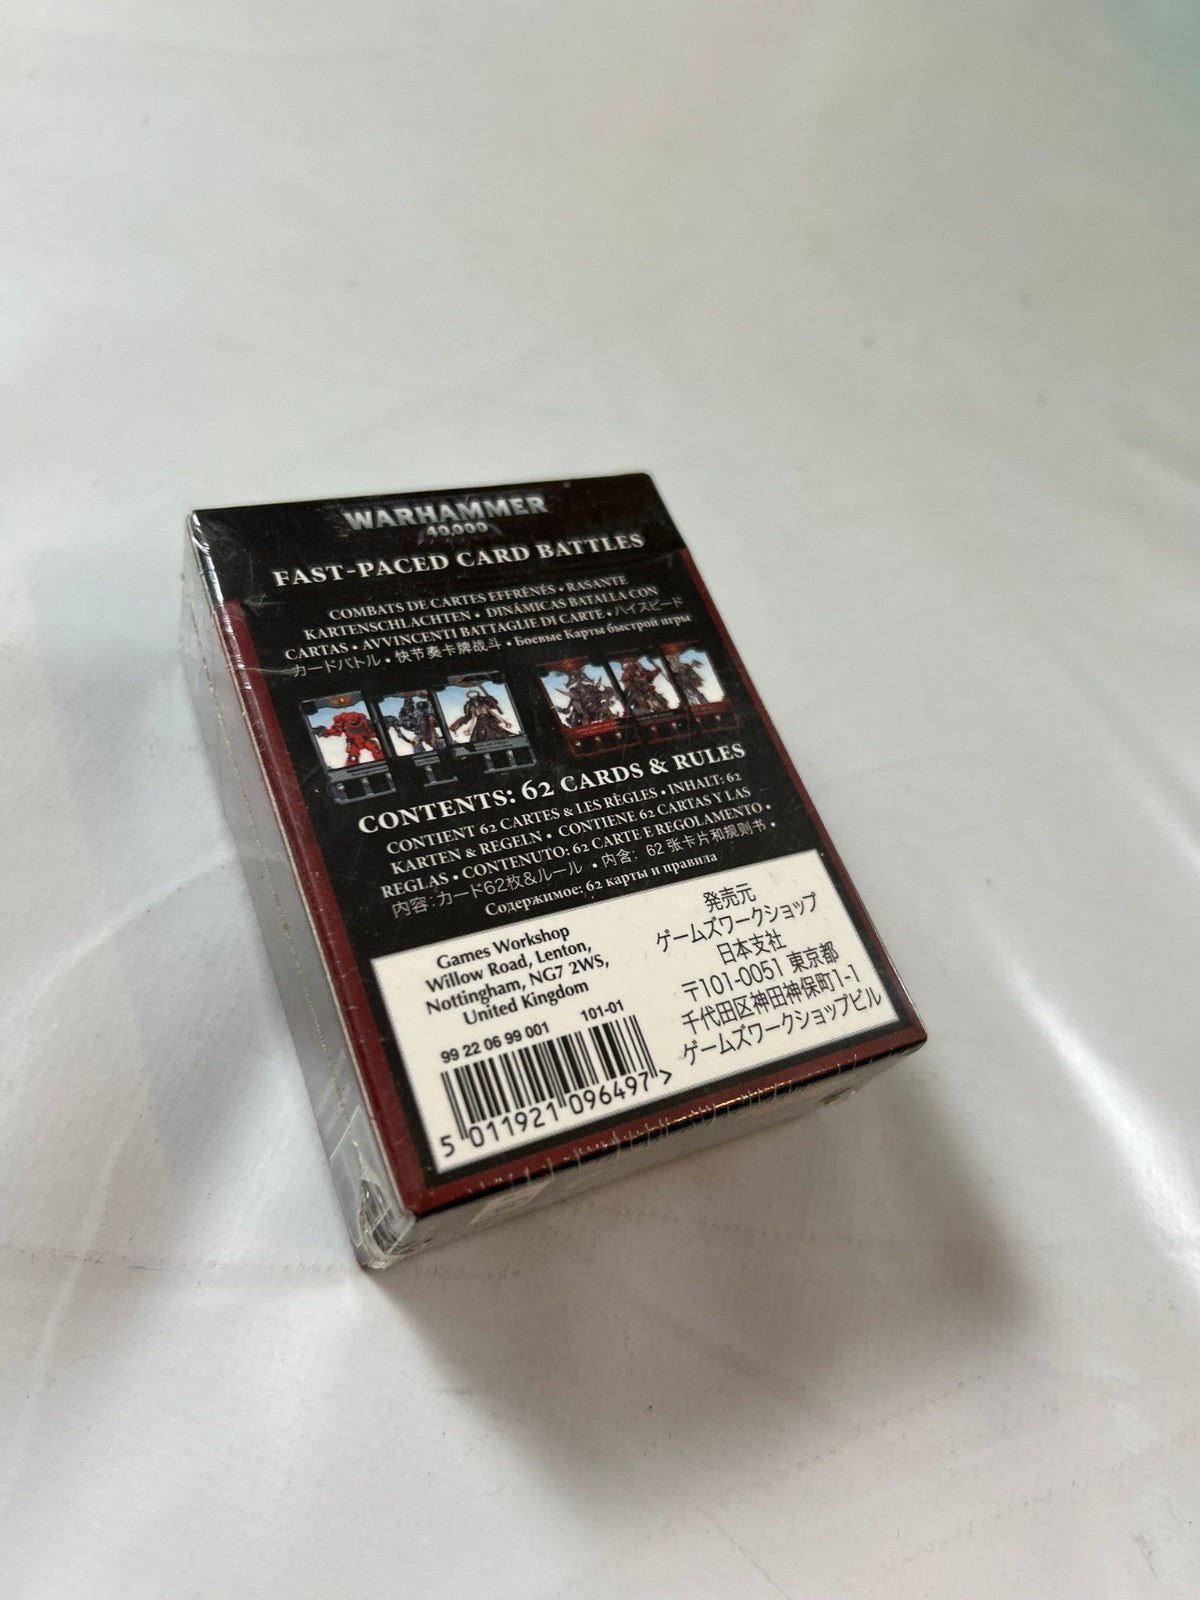 WARHAMMER
40,000
FAST-PACED CARD BATTLES
COMBATS DE CARTES EFFRÉNÉS • RASANTE
KARTENSCHLACHTEN • DINÁMICAS BATALLA CON
CARTAS • AVVINCENTI BATTAGLIE DI CARTE • ハイスピード
カードバトル • 快节奏卡牌战斗 • Боевые Карты быстрой игры
CONTENTS: 62 CARDS & RULES
CONTIENT 62 CARTES & LES RÈGLES • INHALT: 62
KARTEN & REGELN • CONTIENE 62 CARTAS Y LAS
REGLAS • CONTENUTO: 62 CARTE E REGOLAMENTO •
内容:カード62枚&ルール • 内含: 62 张卡片和规则书 •
Содержимое: 62 карты и правила
Games Workshop
Willow Road, Lenton,
Nottingham, NG7 2WS,
United Kingdom
99 22 06 99 001 101-01
5 011921 096497 >
発売元
ゲームズワークショップ
日本支社
〒101-0051 東京都
千代田区神田神保町1-1
ゲームズワークショップビル